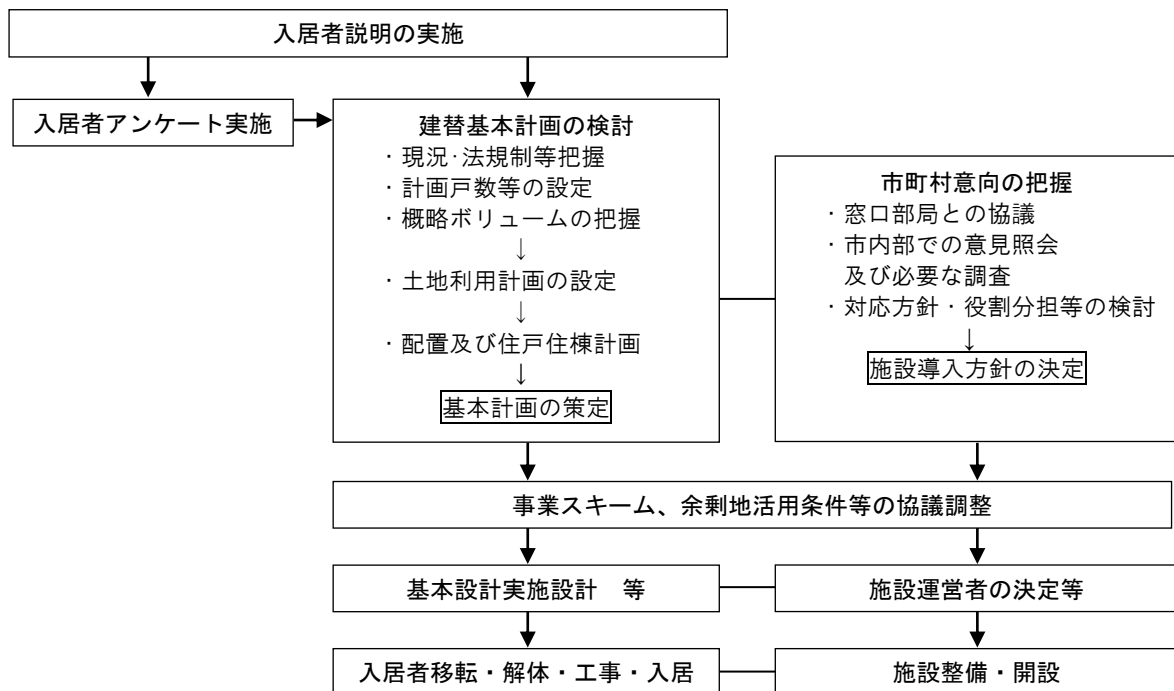 入居者説明の実施
入居者アンケート実施
建替基本計画の検討
・現況・法規制等把握
・計画戸数等の設定
・概略ボリュームの把握
↓
・土地利用計画の設定
↓
・配置及び住戸住棟計画
↓
基本計画の策定
市町村意向の把握
・窓口部局との協議
・市内部での意見照会
及び必要な調査
・対応方針・役割分担等の検討
↓
施設導入方針の決定
事業スキーム、余剰地活用条件等の協議調整
基本設計実施設計　等
施設運営者の決定等
入居者移転・解体・工事・入居
施設整備・開設